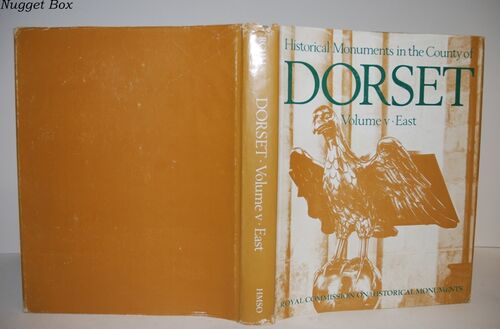 Nugget Box
DORSET · Volume v · East
HMSO
Historical Monuments in the County of
DORSET
Volume v · East
ROYAL COMMISSION ON HISTORICAL MONUMENTS